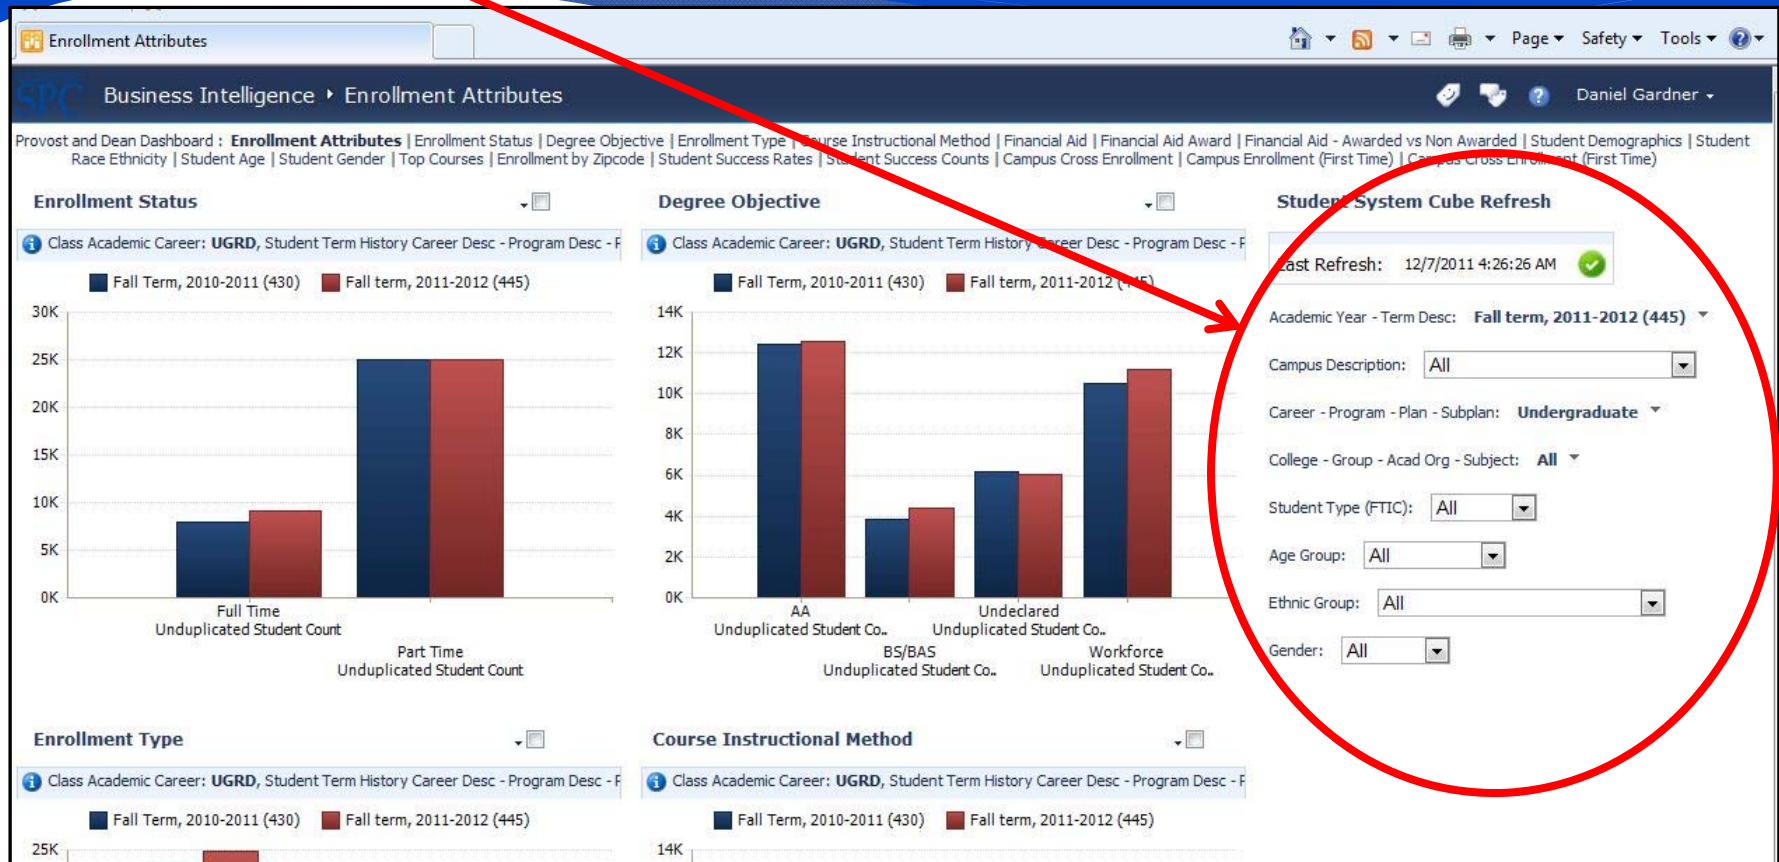 Enrollment Attributes
Page Safety Tools
SPC Business Intelligence Enrollment Attributes
Daniel Gardner
Provost and Dean Dashboard : Enrollment Attributes | Enrollment Status | Degree Objective | Enrollment Type | Course Instructional Method | Financial Aid | Financial Aid Award | Financial Aid - Awarded vs Non Awarded | Student Demographics | Student
Race Ethnicity | Student Age | Student Gender | Top Courses | Enrollment by Zipcode | Student Success Rates | Student Success Counts | Campus Cross Enrollment | Campus Enrollment (First Time) | Campus Cross Enrollment (First Time)
Enrollment Status
Class Academic Career: UGRD, Student Term History Career Desc - Program Desc - P
Fall Term, 2010-2011 (430) Fall term, 2011-2012 (445)
30K
25K
20K
15K
10K
5K
0K
Full Time
Unduplicated Student Count
Part Time
Unduplicated Student Count
Degree Objective
Class Academic Career: UGRD, Student Term History Career Desc - Program Desc - P
Fall Term, 2010-2011 (430) Fall term, 2011-2012 (445)
14K
12K
10K
8K
6K
4K
2K
0K
AA
Unduplicated Student Co..
BS/BAS
Unduplicated Student Co..
Undeclared
Unduplicated Student Co..
Workforce
Unduplicated Student Co..
Student System Cube Refresh
Last Refresh: 12/7/2011 4:26:26 AM
Academic Year - Term Desc: Fall term, 2011-2012 (445)
Campus Description: All
Career - Program - Plan - Subplan: Undergraduate
College - Group - Acad Org - Subject: All
Student Type (FTIC): All
Age Group: All
Ethnic Group: All
Gender: All
Enrollment Type
Class Academic Career: UGRD, Student Term History Career Desc - Program Desc - P
Fall Term, 2010-2011 (430) Fall term, 2011-2012 (445)
25K
Course Instructional Method
Class Academic Career: UGRD, Student Term History Career Desc - Program Desc - P
Fall Term, 2010-2011 (430) Fall term, 2011-2012 (445)
14K